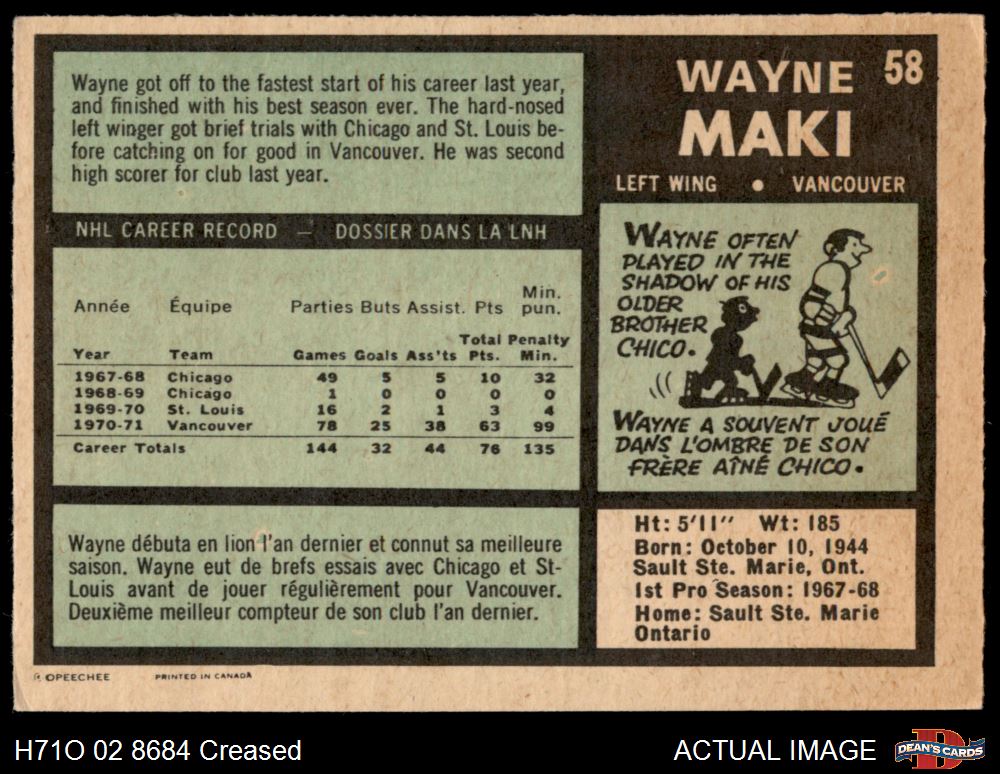 Wayne got off to the fastest start of his career last year,
and finished with his best season ever. The hard-nosed
left winger got brief trials with Chicago and St. Louis be-
fore catching on for good in Vancouver. He was second
high scorer for club last year.
WAYNE 58
MAKI
LEFT WING • VANCOUVER
NHL CAREER RECORD — DOSSIER DANS LA LNH
Année Équipe Parties Buts Assist. Pts Min. pun.
Year Team Games Goals Ass'ts Total Pts. Penalty Min.
1967-68 Chicago 49 5 5 10 32
1968-69 Chicago 1 0 0 0 0
1969-70 St. Louis 16 2 1 3 4
1970-71 Vancouver 78 25 38 63 99
Career Totals 144 32 44 76 135
WAYNE OFTEN
PLAYED IN THE
SHADOW OF HIS
OLDER
BROTHER
CHICO.
WAYNE A SOUVENT JOUÉ
DANS L'OMBRE DE SON
FRÈRE AÎNÉ CHICO.
Wayne débuta en lion l'an dernier et connut sa meilleure
saison. Wayne eut de brefs essais avec Chicago et St-
Louis avant de jouer régulièrement pour Vancouver.
Deuxième meilleur compteur de son club l'an dernier.
Ht: 5'11" Wt: 185
Born: October 10, 1944
Sault Ste. Marie, Ont.
1st Pro Season: 1967-68
Home: Sault Ste. Marie
Ontario
OPEECHEE PRINTED IN CANADA
H71O 02 8684 Creased
ACTUAL IMAGE
DEAN'S CARDS